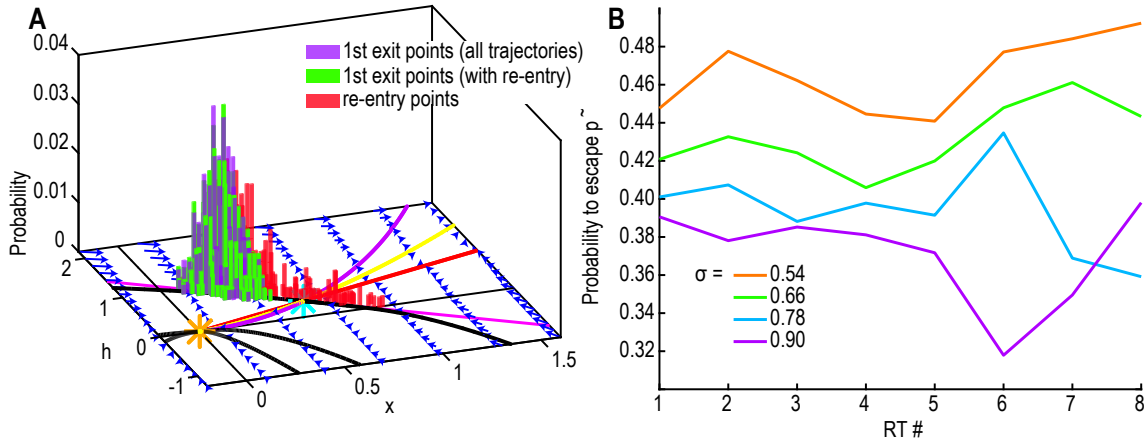 A
1st exit points (all trajectories)
1st exit points (with re-entry)
re-entry points
Probability
0.04
0.03
0.02
0.01
0
2
1
0
-1
h
0
0.5
1
1.5
x
B
Probability to escape p~
0.48
0.44
0.42
0.40
0.38
0.36
0.34
0.32
σ =
0.54
0.66
0.78
0.90
1 2 3 4 5 6 7 8
RT #